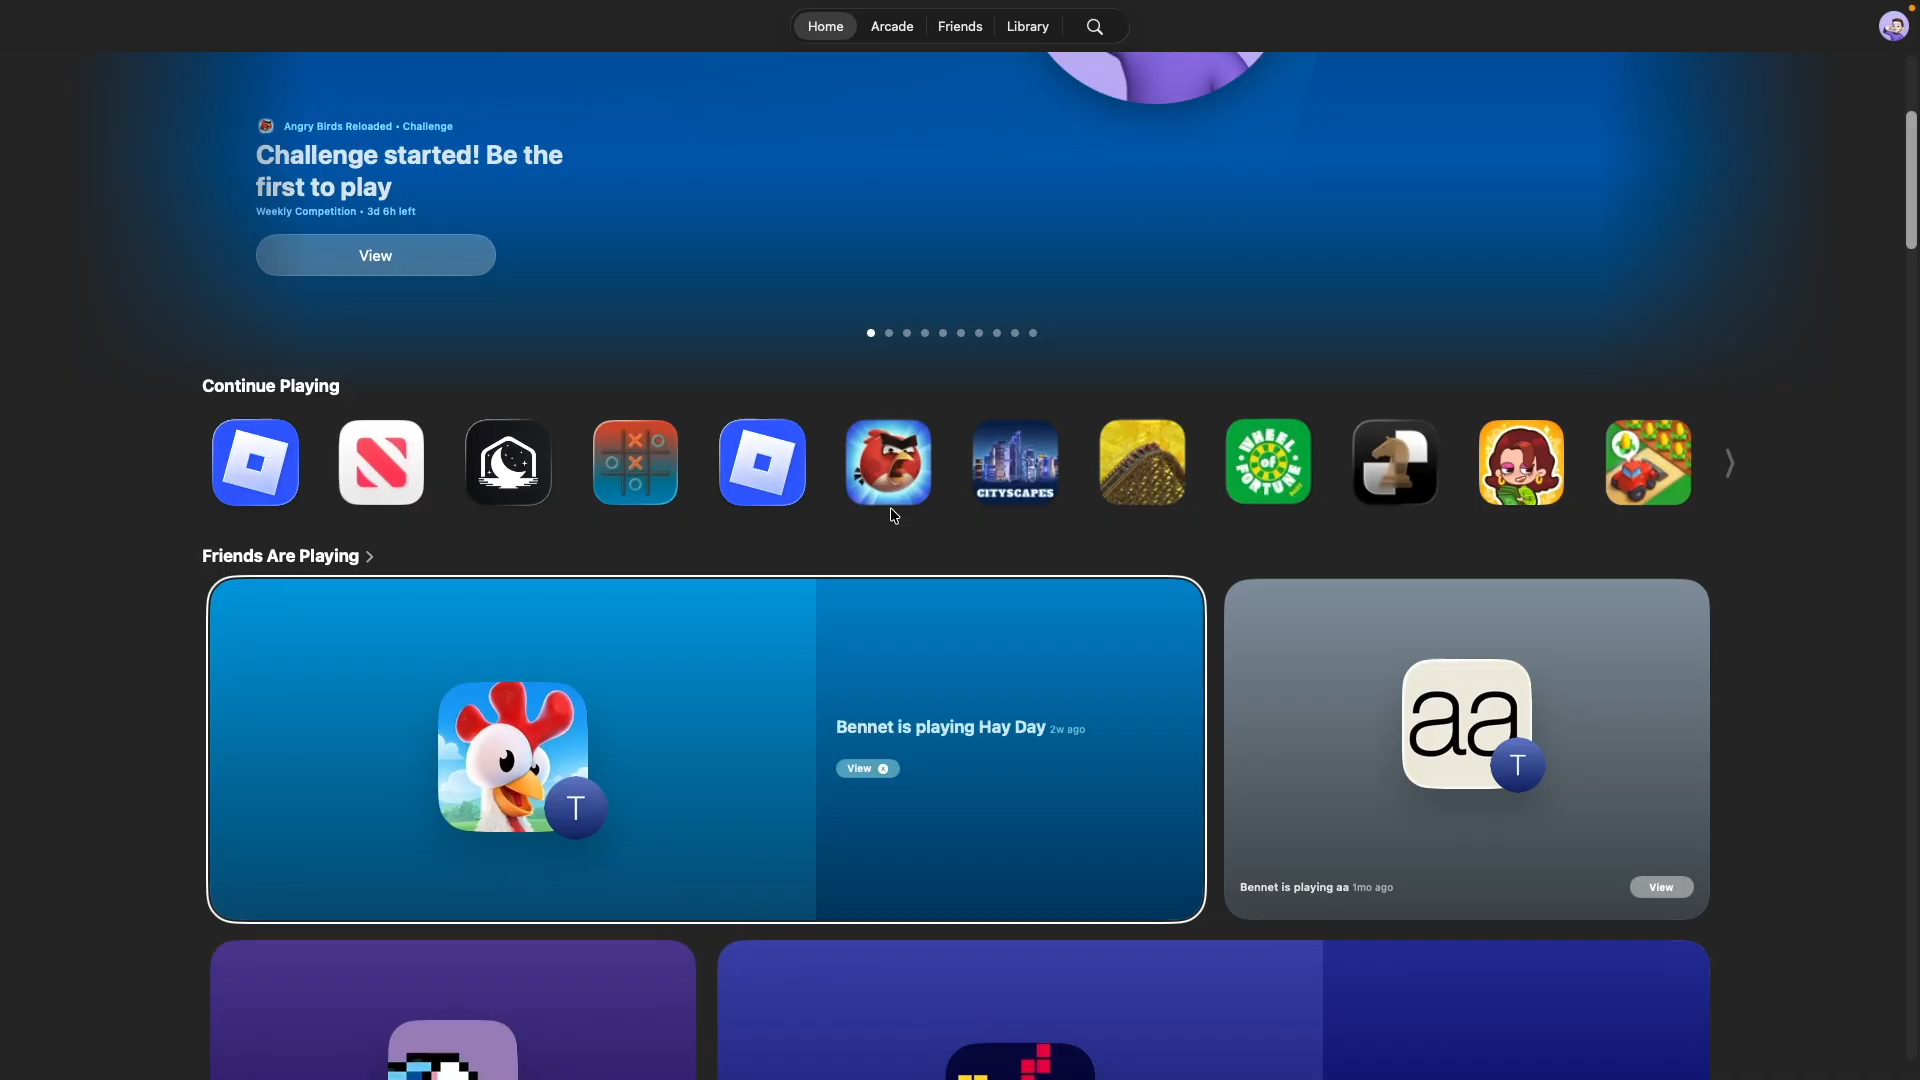 Home
Arcade
Friends
Library
Angry Birds Reloaded • Challenge
Challenge started! Be the
first to play
Weekly Competition • 3d 6h left
View
Continue Playing
CITYSCAPES
WHEEL
of
FORTUNE
Friends Are Playing
T
Bennet is playing Hay Day 2w ago
View
aa
T
Bennet is playing aa 1mo ago
View